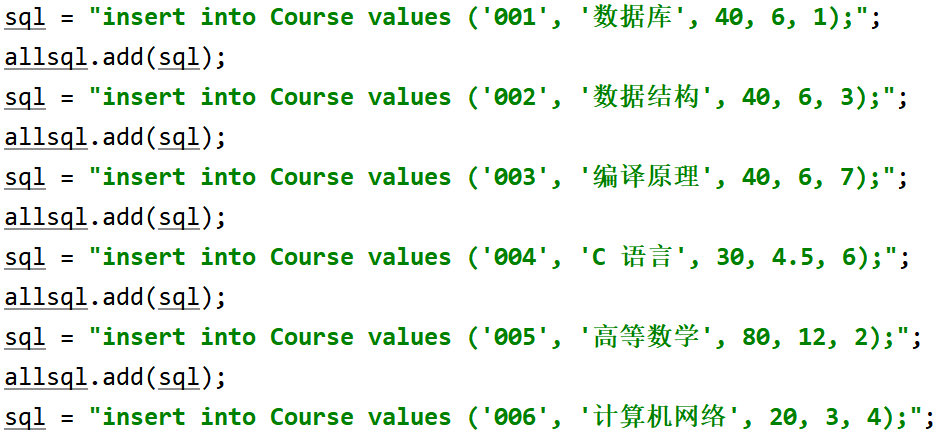 sql = "insert into Course values ('001', '数据库', 40, 6, 1);";
allsql.add(sql);
sql = "insert into Course values ('002', '数据结构', 40, 6, 3);";
allsql.add(sql);
sql = "insert into Course values ('003', '编译原理', 40, 6, 7);";
allsql.add(sql);
sql = "insert into Course values ('004', 'C 语言', 30, 4.5, 6);";
allsql.add(sql);
sql = "insert into Course values ('005', '高等数学', 80, 12, 2);";
allsql.add(sql);
sql = "insert into Course values ('006', '计算机网络', 20, 3, 4);";